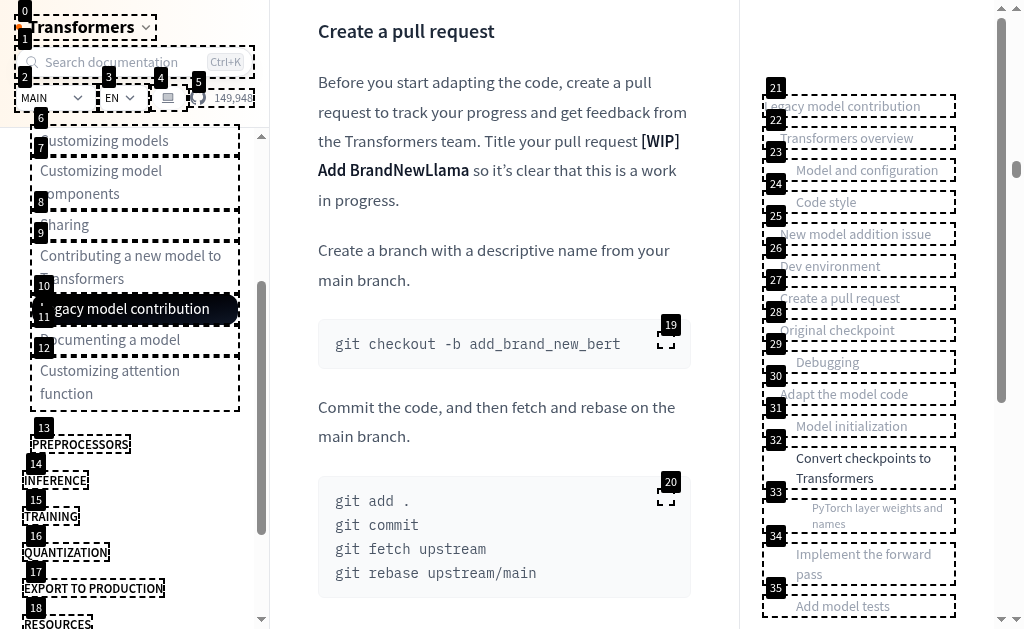 0
Transformers
1
Search documentation Ctrl+K
2 3 4 5
MAIN EN 149,948
6
Customizing models
7
Customizing model
components
8
Sharing
9
Contributing a new model to
Transformers
10
Legacy model contribution
11
Documenting a model
12
Customizing attention
function
13
PREPROCESSORS
14
INFERENCE
15
TRAINING
16
QUANTIZATION
17
EXPORT TO PRODUCTION
18
RESOURCES
Create a pull request
Before you start adapting the code, create a pull
request to track your progress and get feedback from
the Transformers team. Title your pull request [WIP]
Add BrandNewLlama so it’s clear that this is a work
in progress.
Create a branch with a descriptive name from your
main branch.
19
git checkout -b add_brand_new_bert
Commit the code, and then fetch and rebase on the
main branch.
20
git add .
git commit
git fetch upstream
git rebase upstream/main
21
Legacy model contribution
22
Transformers overview
23
Model and configuration
24
Code style
25
New model addition issue
26
Dev environment
27
Create a pull request
28
Original checkpoint
29
Debugging
30
Adapt the model code
31
Model initialization
32
Convert checkpoints to
Transformers
33
PyTorch layer weights and
names
34
Implement the forward
pass
35
Add model tests